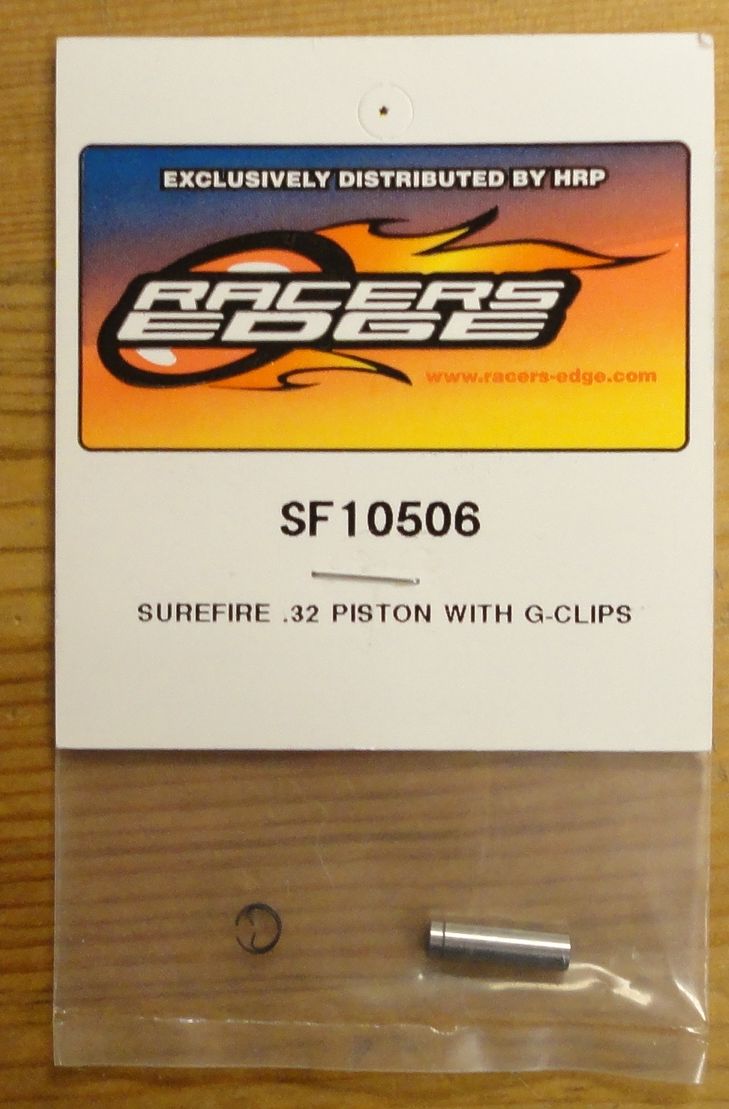 EXCLUSIVELY DISTRIBUTED BY HRP
RACERS
EDGE
www.racers-edge.com
SF10506
SUREFIRE .32 PISTON WITH G-CLIPS